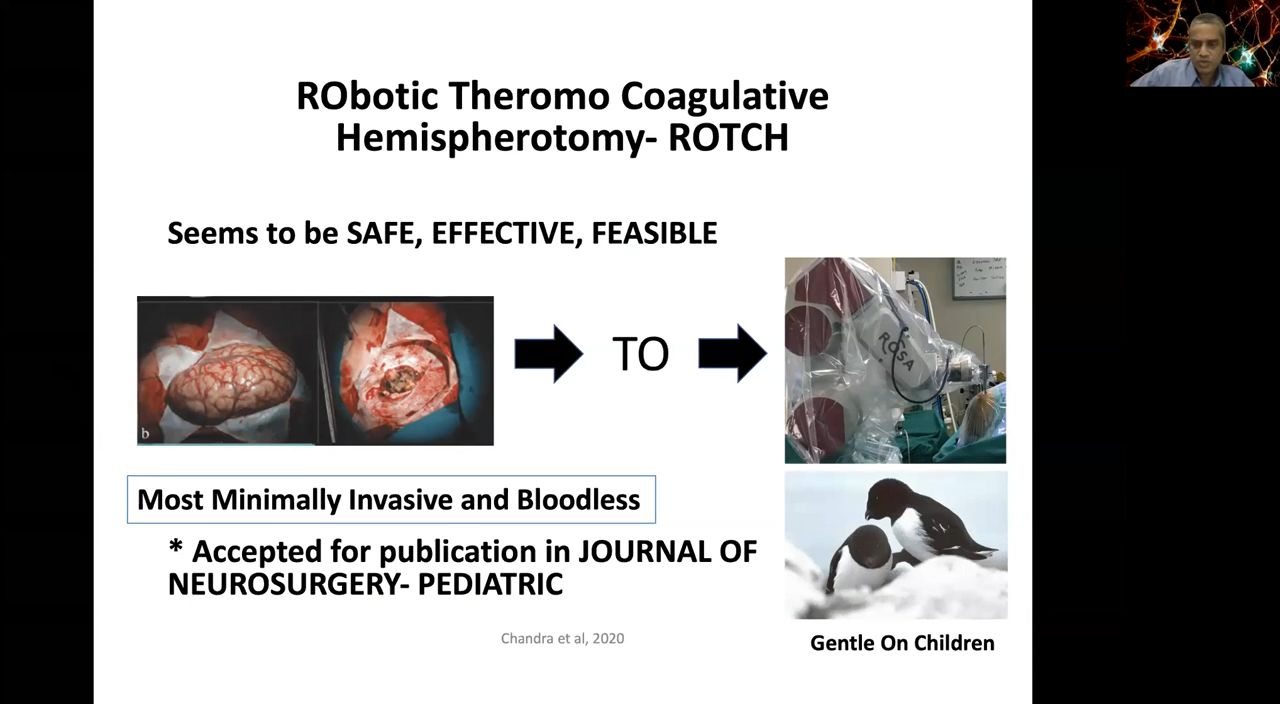 RObotic Theromo Coagulative
Hemispherotomy- ROTCH
Seems to be SAFE, EFFECTIVE, FEASIBLE
b
TO
ROSA
Most Minimally Invasive and Bloodless
* Accepted for publication in JOURNAL OF
NEUROSURGERY- PEDIATRIC
Chandra et al, 2020
Gentle On Children